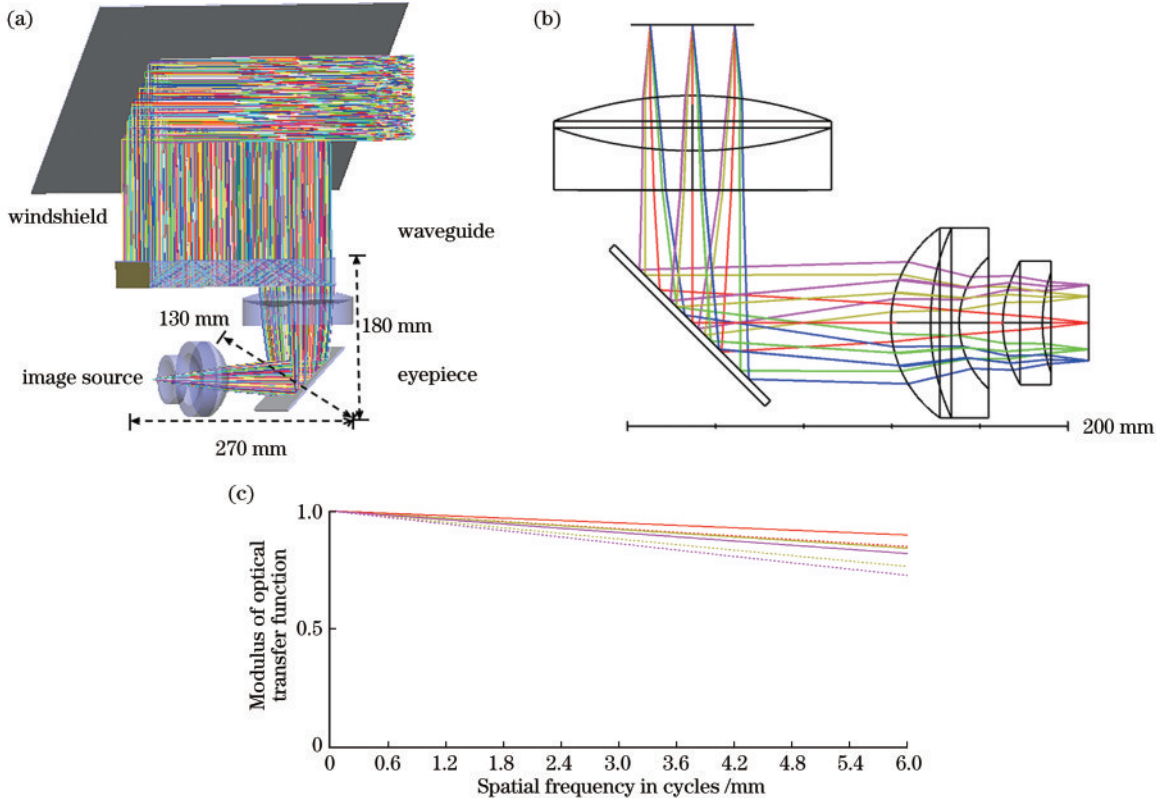 (a)
windshield
waveguide
130 mm
180 mm
image source
eyepiece
270 mm
(b)
200 mm
(c)
Modulus of optical
transfer function
1.0
0.5
0
0 0.6 1.2 1.8 2.4 3.0 3.6 4.2 4.8 5.4 6.0
Spatial frequency in cycles /mm